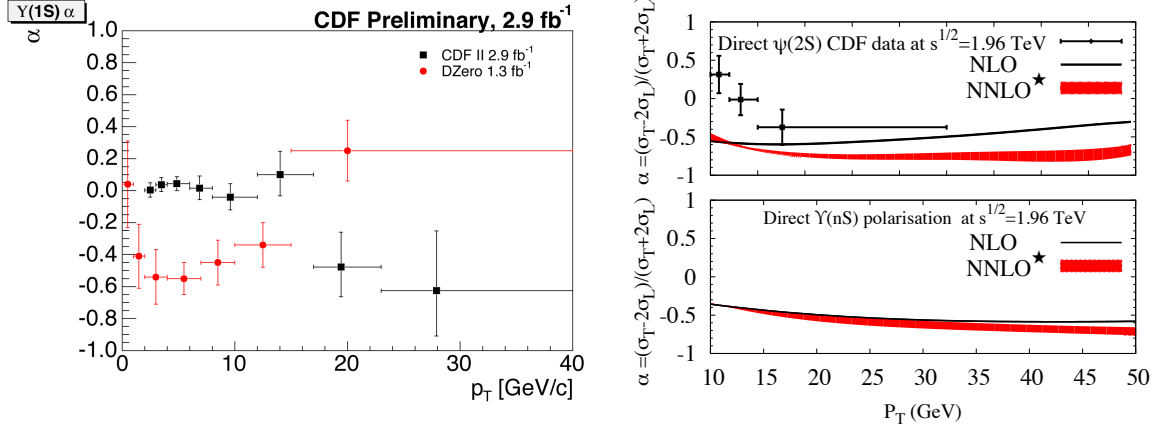 ϒ(1S) α
CDF Preliminary, 2.9 fb⁻¹
α
CDF II 2.9 fb⁻¹
DZero 1.3 fb⁻¹
1.0
0.8
0.6
0.4
0.2
0.0
-0.2
-0.4
-0.6
-0.8
-1.0
0 10 20 30 40
p_T [GeV/c]
α =(σ_T-2σ_L)/(σ_T+2σ_L)
1
0.5
0
-0.5
-1
Direct ψ(2S) CDF data at s^1/2=1.96 TeV
NLO
NNLO★
α =(σ_T-2σ_L)/(σ_T+2σ_L)
1
0.5
0
-0.5
-1
Direct ϒ(nS) polarisation at s^1/2=1.96 TeV
NLO
NNLO★
10 15 20 25 30 35 40 45 50
P_T (GeV)